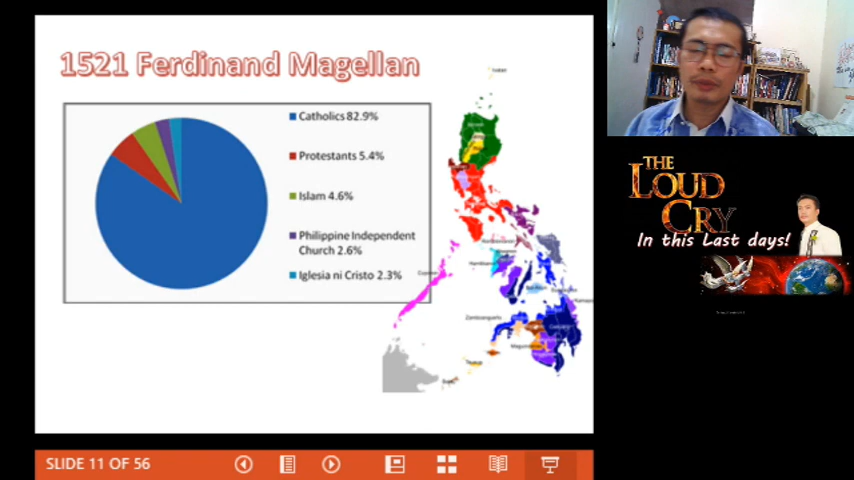 1521 Ferdinand Magellan
Catholics 82.9%
Protestants 5.4%
Islam 4.6%
Philippine Independent
Church 2.6%
Iglesia ni Cristo 2.3%
THE
LOUD
CRY
In this Last days!
SLIDE 11 OF 56